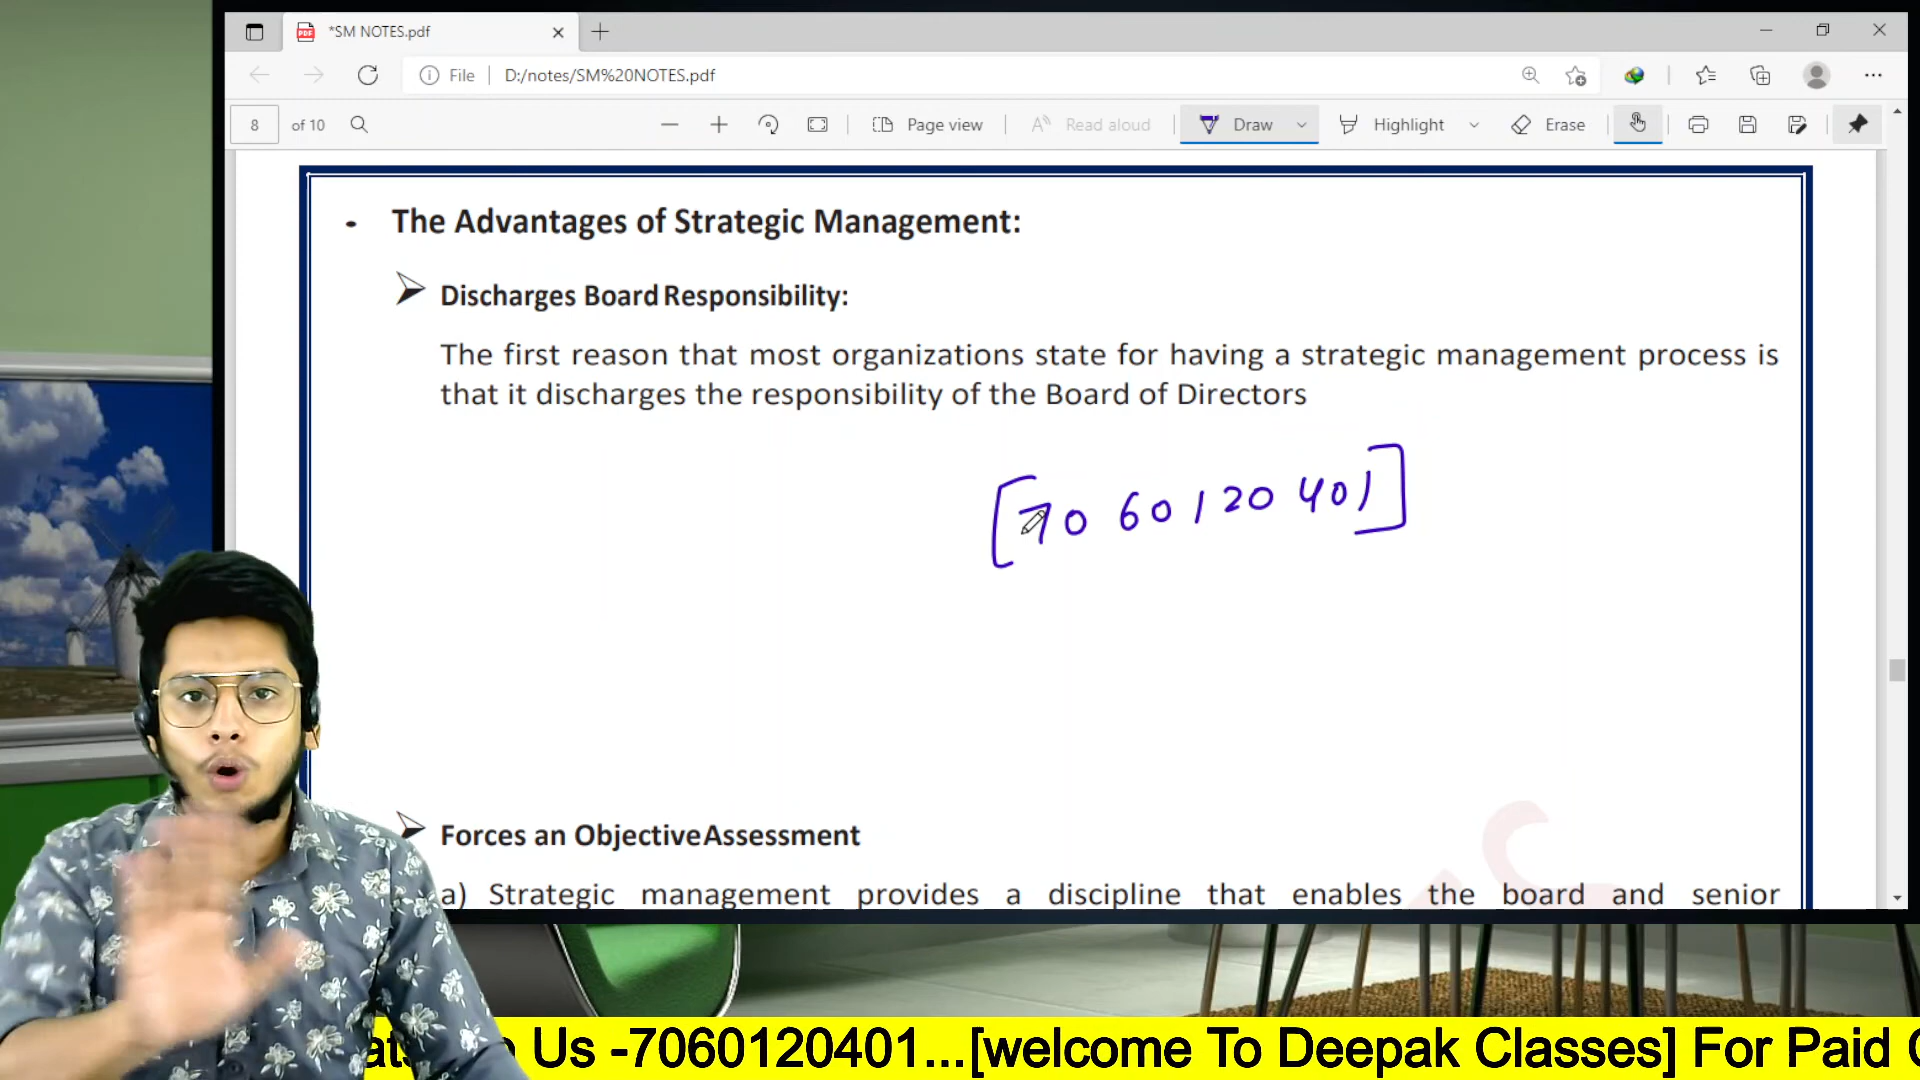 *SM NOTES.pdf
File D:/notes/SM%20NOTES.pdf
8 of 10 Page view Read aloud Draw Highlight Erase
The Advantages of Strategic Management:
Discharges Board Responsibility:
The first reason that most organizations state for having a strategic management process is
that it discharges the responsibility of the Board of Directors
[70 60 1 20 401]
Forces an Objective Assessment
a) Strategic management provides a discipline that enables the board and senior
Us -7060120401...[welcome To Deepak Classes] For Paid